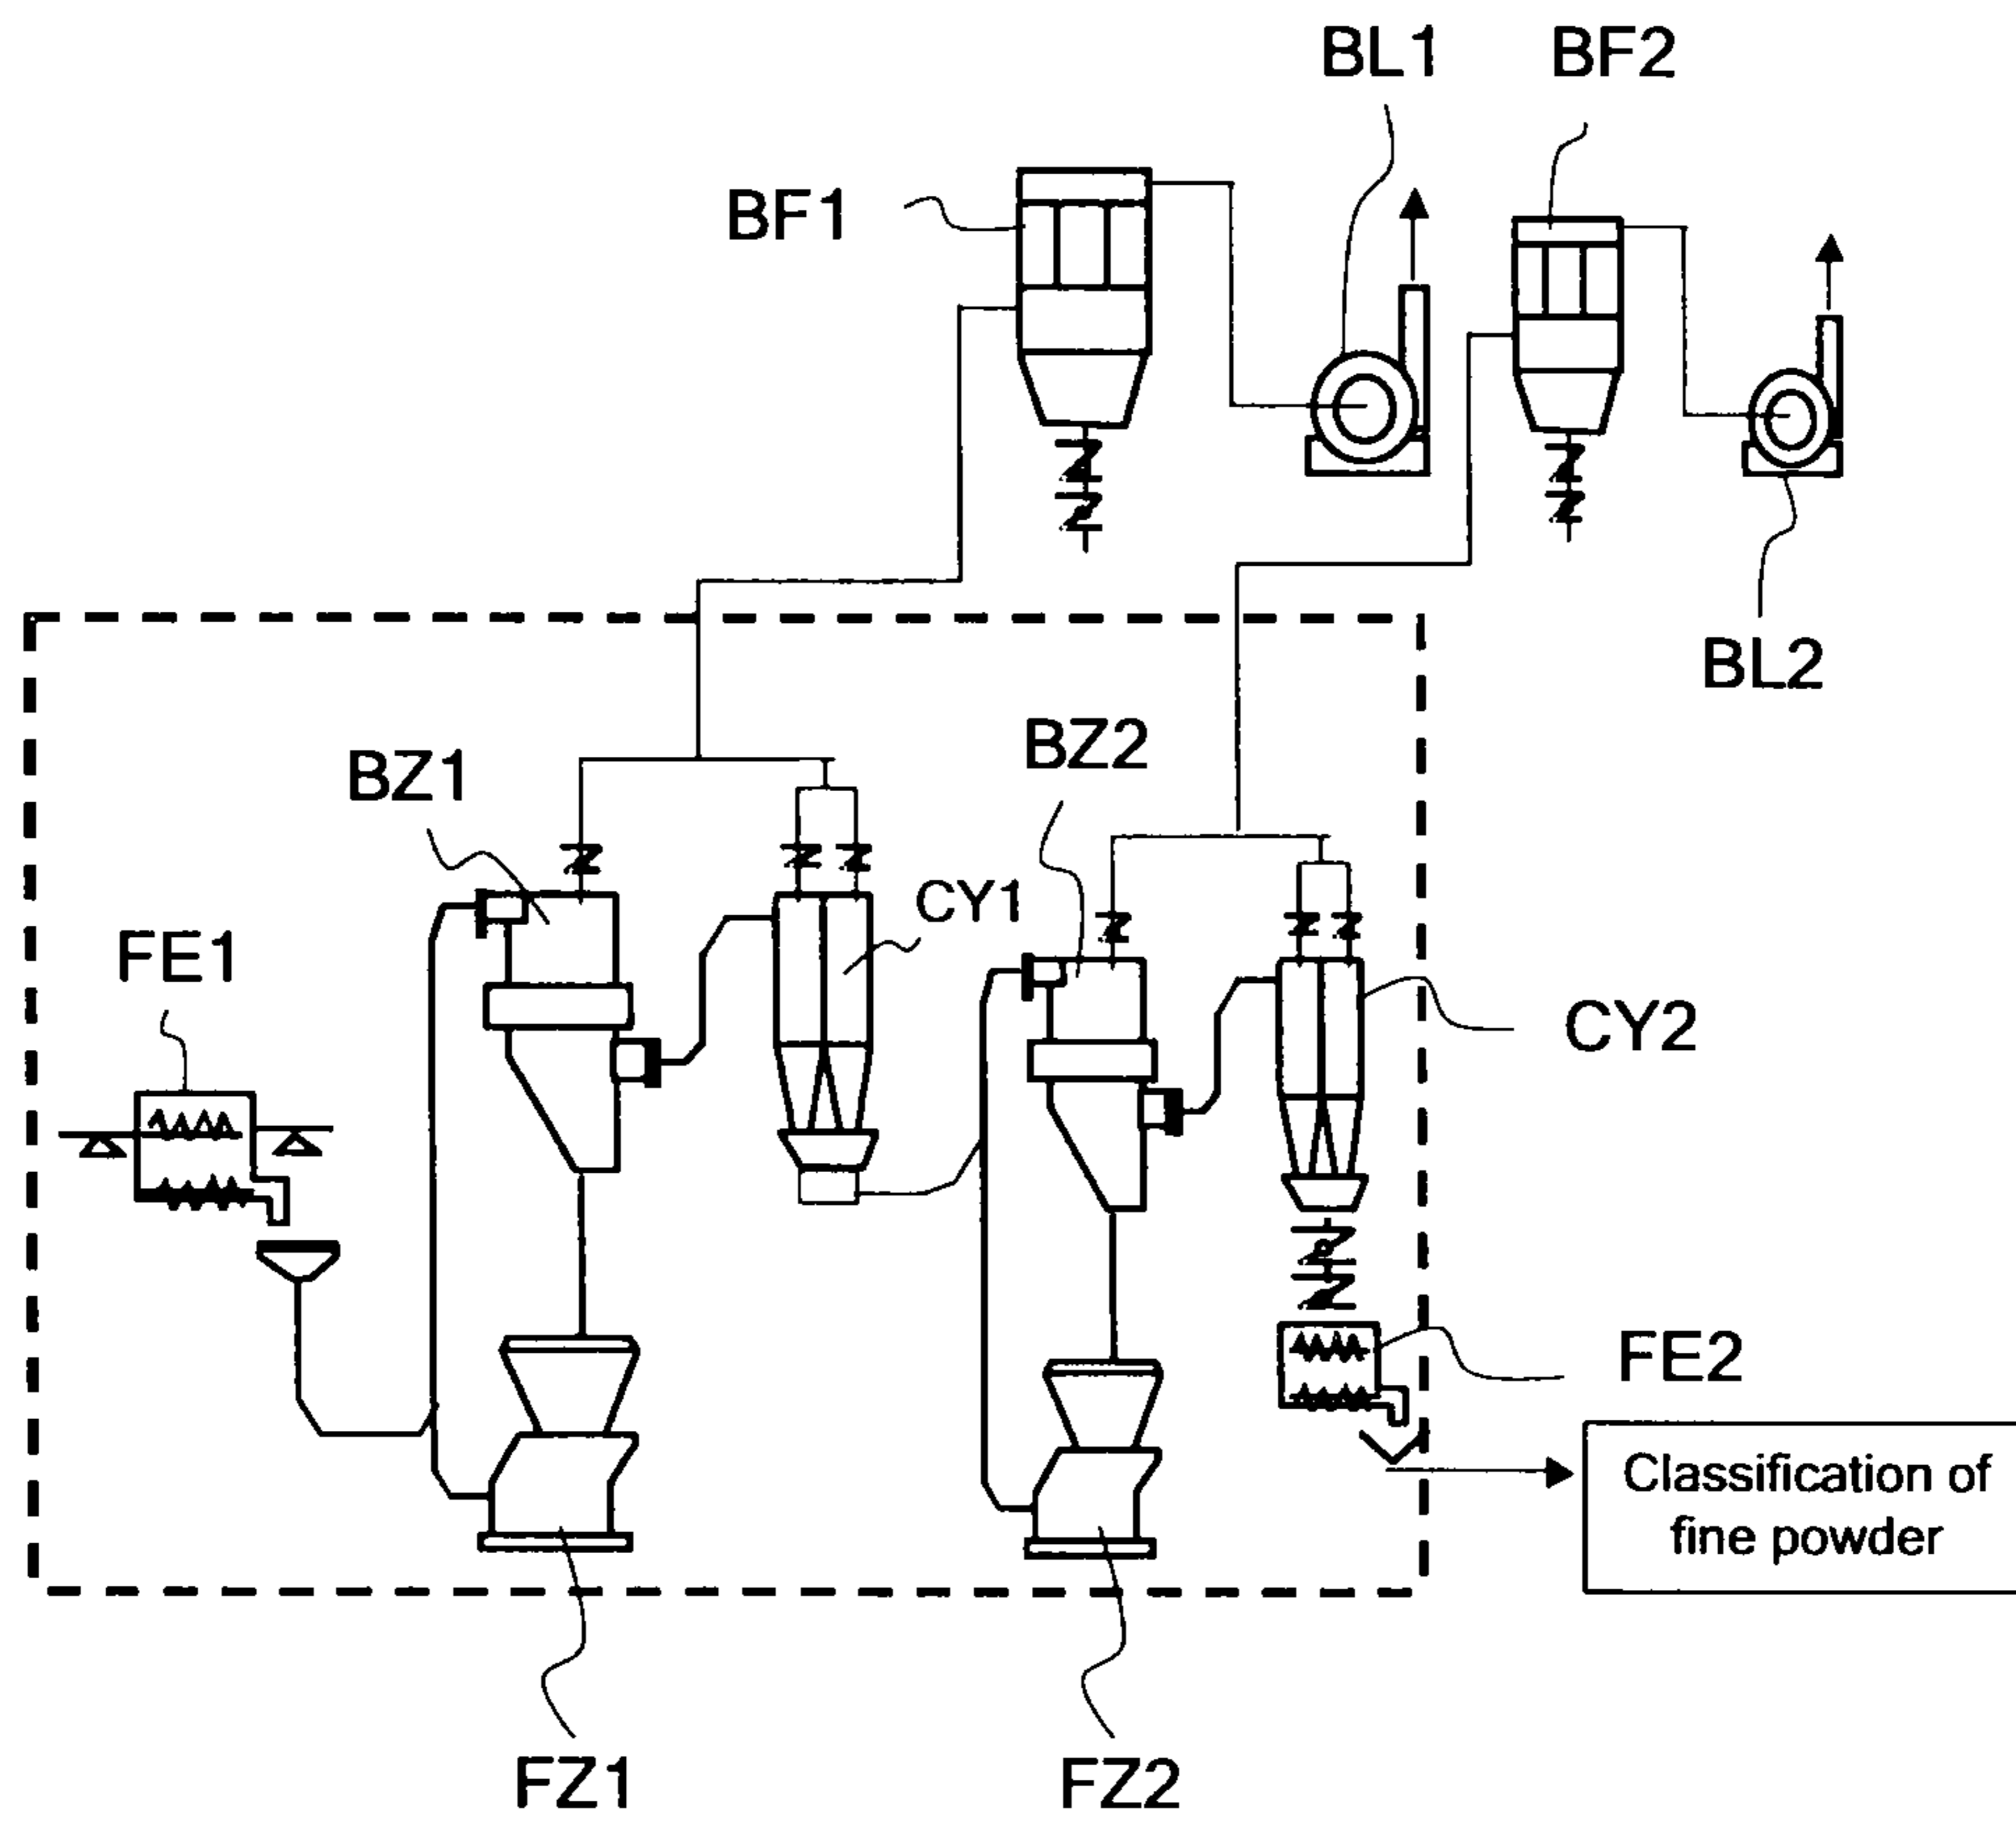 BL1
BF2
BF1
BL2
BZ2
BZ1
CY1
FE1
CY2
FE2
Classification of
fine powder
FZ1
FZ2